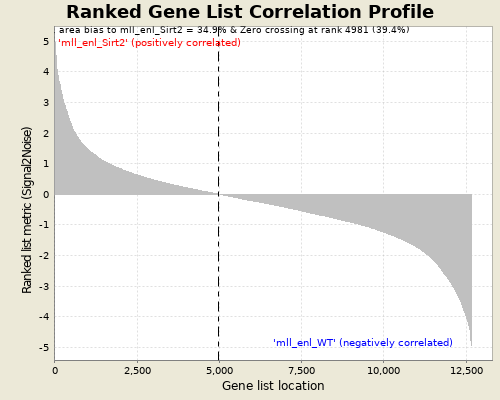 Ranked Gene List Correlation Profile
area bias to mll_enl_Sirt2 = 34.9% & Zero crossing at rank 4981 (39.4%)
'mll_enl_Sirt2' (positively correlated)
5
4
3
2
1
0
-1
-2
-3
-4
-5
Ranked list metric (Signal2Noise)
'mll_enl_WT' (negatively correlated)
0 2,500 5,000 7,500 10,000 12,500
Gene list location